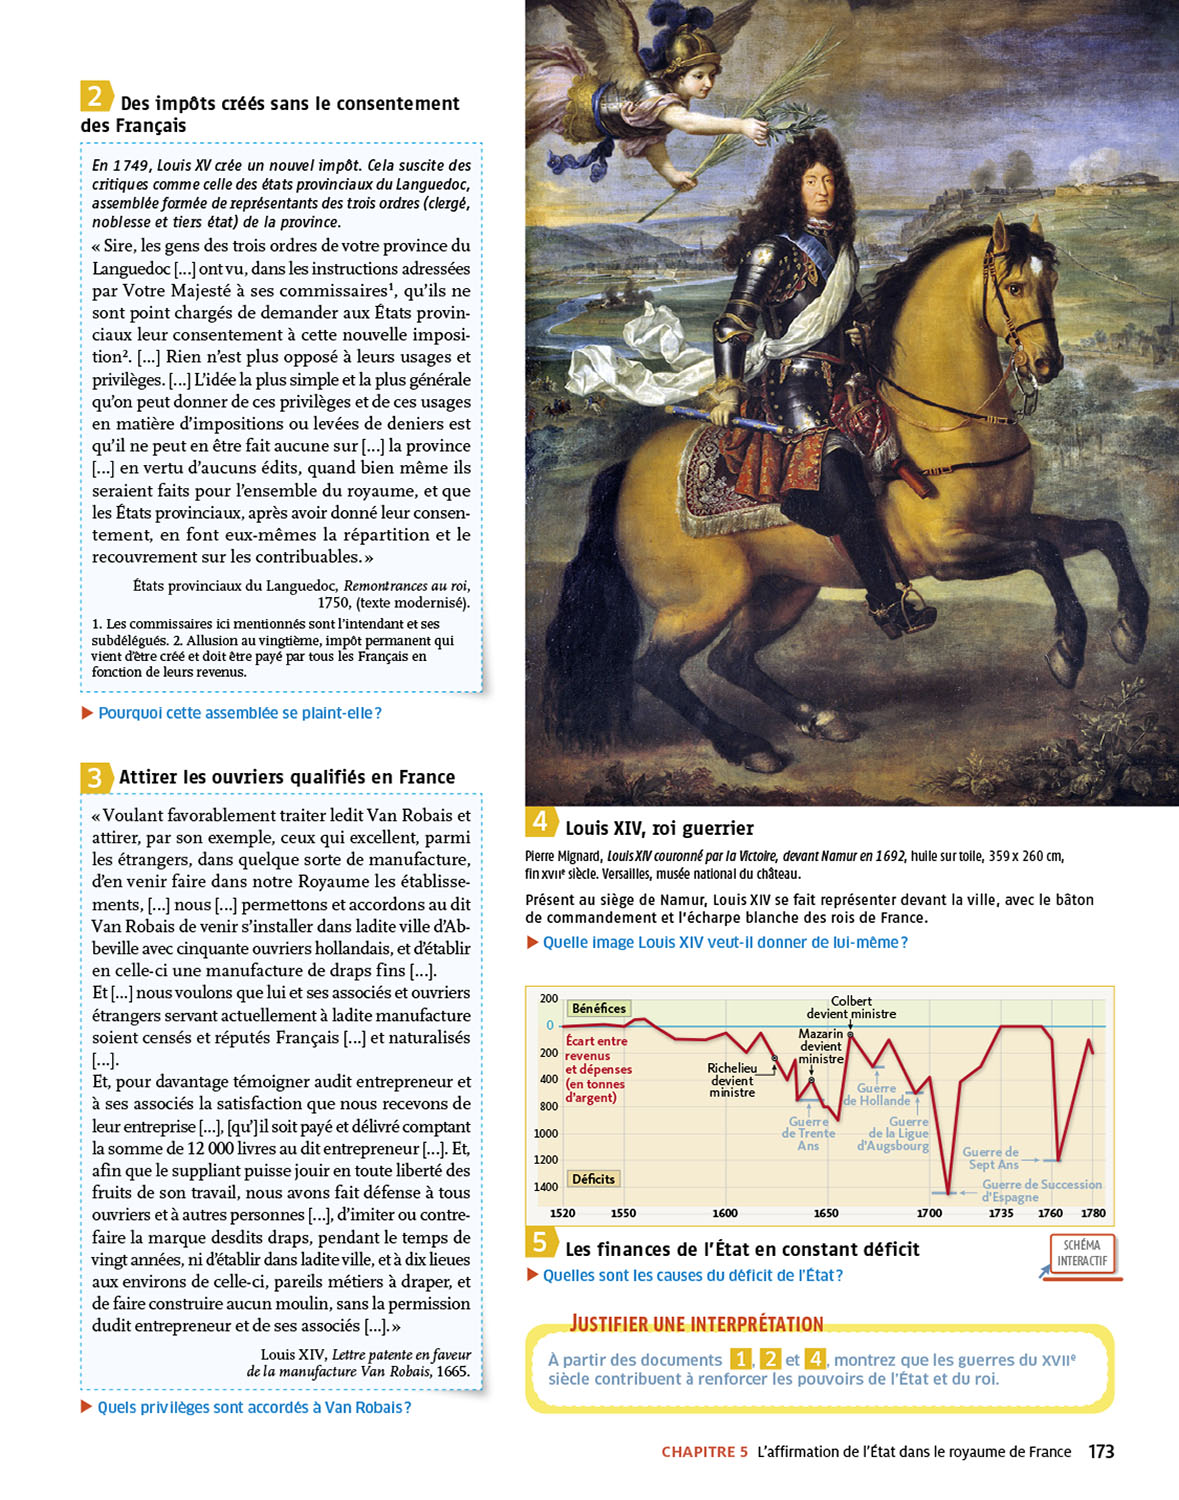 2 Des impôts créés sans le consentement
des Français
En 1749, Louis XV crée un nouvel impôt. Cela suscite des
critiques comme celle des états provinciaux du Languedoc,
assemblée formée de représentants des trois ordres (clergé,
noblesse et tiers état) de la province.
« Sire, les gens des trois ordres de votre province du
Languedoc [...] ont vu, dans les instructions adressées
par Votre Majesté à ses commissaires¹, qu'ils ne
sont point chargés de demander aux États provin-
ciaux leur consentement à cette nouvelle imposi-
tion². [...] Rien n'est plus opposé à leurs usages et
privilèges. [...] L'idée la plus simple et la plus générale
qu'on peut donner de ces privilèges et de ces usages
en matière d'impositions ou levées de deniers est
qu'il ne peut en être fait aucune sur [...] la province
[...] en vertu d'aucuns édits, quand bien même ils
seraient faits pour l'ensemble du royaume, et que
les États provinciaux, après avoir donné leur consen-
tement, en font eux-mêmes la répartition et le
recouvrement sur les contribuables. »
États provinciaux du Languedoc, Remontrances au roi,
1750, (texte modernisé).
1. Les commissaires ici mentionnés sont l'intendant et ses
subdélégués. 2. Allusion au vingtième, impôt permanent qui
vient d'être créé et doit être payé par tous les Français en
fonction de leurs revenus.
▶ Pourquoi cette assemblée se plaint-elle ?
3 Attirer les ouvriers qualifiés en France
« Voulant favorablement traiter ledit Van Robais et
attirer, par son exemple, ceux qui excellent, parmi
les étrangers, dans quelque sorte de manufacture,
d'en venir faire dans notre Royaume les établisse-
ments, [...] nous [...] permettons et accordons au dit
Van Robais de venir s'installer dans ladite ville d'Ab-
beville avec cinquante ouvriers hollandais, et d'établir
en celle-ci une manufacture de draps fins [...].
Et [...] nous voulons que lui et ses associés et ouvriers
étrangers servant actuellement à ladite manufacture
soient censés et réputés Français [...] et naturalisés
[...].
Et, pour davantage témoigner audit entrepreneur et
à ses associés la satisfaction que nous recevons de
leur entreprise [...], [qu']il soit payé et délivré comptant
la somme de 12 000 livres au dit entrepreneur [...]. Et,
afin que le suppliant puisse jouir en toute liberté des
fruits de son travail, nous avons fait défense à tous
ouvriers et à autres personnes [...], d'imiter ou contre-
faire la marque desdits draps, pendant le temps de
vingt années, ni d'établir dans ladite ville, et à dix lieues
aux environs de celle-ci, pareils métiers à draper, et
de faire construire aucun moulin, sans la permission
dudit entrepreneur et de ses associés [...]. »
Louis XIV, Lettre patente en faveur
de la manufacture Van Robais, 1665.
▶ Quels privilèges sont accordés à Van Robais ?
4 Louis XIV, roi guerrier
Pierre Mignard, Louis XIV couronné par la Victoire, devant Namur en 1692, huile sur toile, 359 x 260 cm,
fin XVIIᵉ siècle. Versailles, musée national du château.
Présent au siège de Namur, Louis XIV se fait représenter devant la ville, avec le bâton
de commandement et l'écharpe blanche des rois de France.
▶ Quelle image Louis XIV veut-il donner de lui-même ?
200
0
200
400
600
800
1000
1200
1400
Bénéfices
Écart entre
revenus
et dépenses
(en tonnes
d'argent)
Déficits
Richelieu
devient
ministre
Mazarin
devient
ministre
Colbert
devient ministre
Guerre
de Trente
Ans
Guerre
de Hollande
Guerre
de la Ligue
d'Augsbourg
Guerre de
Sept Ans
Guerre de Succession
d'Espagne
1520 1550 1600 1650 1700 1735 1760 1780
5 Les finances de l'État en constant déficit
▶ Quelles sont les causes du déficit de l'État ?
SCHÉMA
INTERACTIF
JUSTIFIER UNE INTERPRÉTATION
À partir des documents 1, 2 et 4, montrez que les guerres du XVIIᵉ
siècle contribuent à renforcer les pouvoirs de l'État et du roi.
CHAPITRE 5 L'affirmation de l'État dans le royaume de France 173